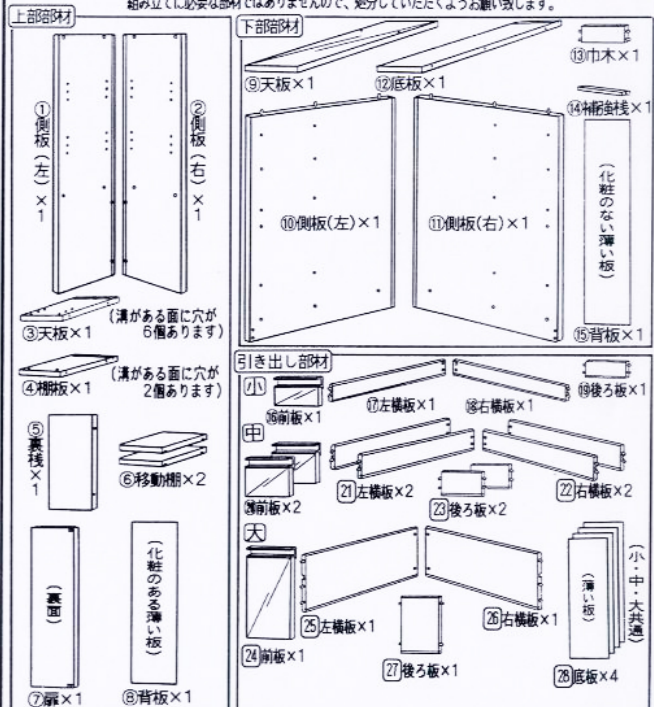 組み立てに必要な部材ではありませんので、処分していただくようお願い致します。
上部部材
①側板(左)×1
②側板(右)×1
③天板×1
(溝がある面に穴が
6個あります)
④棚板×1
(溝がある面に穴が
2個あります)
⑤裏桟×1
⑥移動棚×2
(裏面)
⑦扉×1
(化粧のある薄い板)
⑧背板×1
下部部材
⑨天板×1
⑫底板×1
⑬巾木×1
⑭補強桟×1
⑩側板(左)×1
⑪側板(右)×1
(化粧のない薄い板)
⑮背板×1
引き出し部材
小
⑯前板×1
⑰左横板×1
⑱右横板×1
⑲後ろ板×1
中
⑳前板×2
21左横板×2
23後ろ板×2
22右横板×2
大
24前板×1
25左横板×1
27後ろ板×1
26右横板×1
(薄い板)
(小・中・大共通)
28底板×4